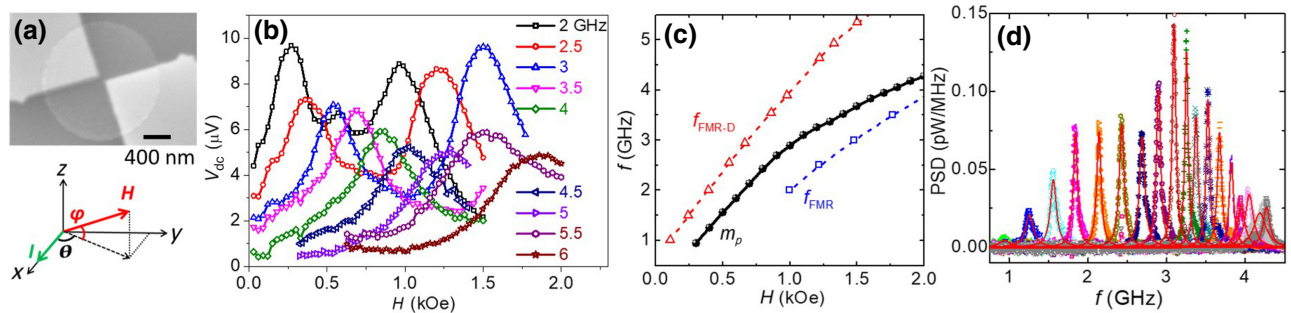 (a)
400 nm
z
H
φ
I
θ
y
x
(b)
2 GHz
2.5
3
3.5
4
4.5
5
5.5
6
10
8
6
4
2
0
V_dc (μV)
0.0 0.5 1.0 1.5 2.0
H (kOe)
(c)
5
4
3
2
1
f (GHz)
f_FMR-D
f_FMR
m_p
0.0 0.5 1.0 1.5 2.0
H (kOe)
(d)
0.15
0.10
0.05
0.00
PSD (pW/MHz)
1 2 3 4
f (GHz)